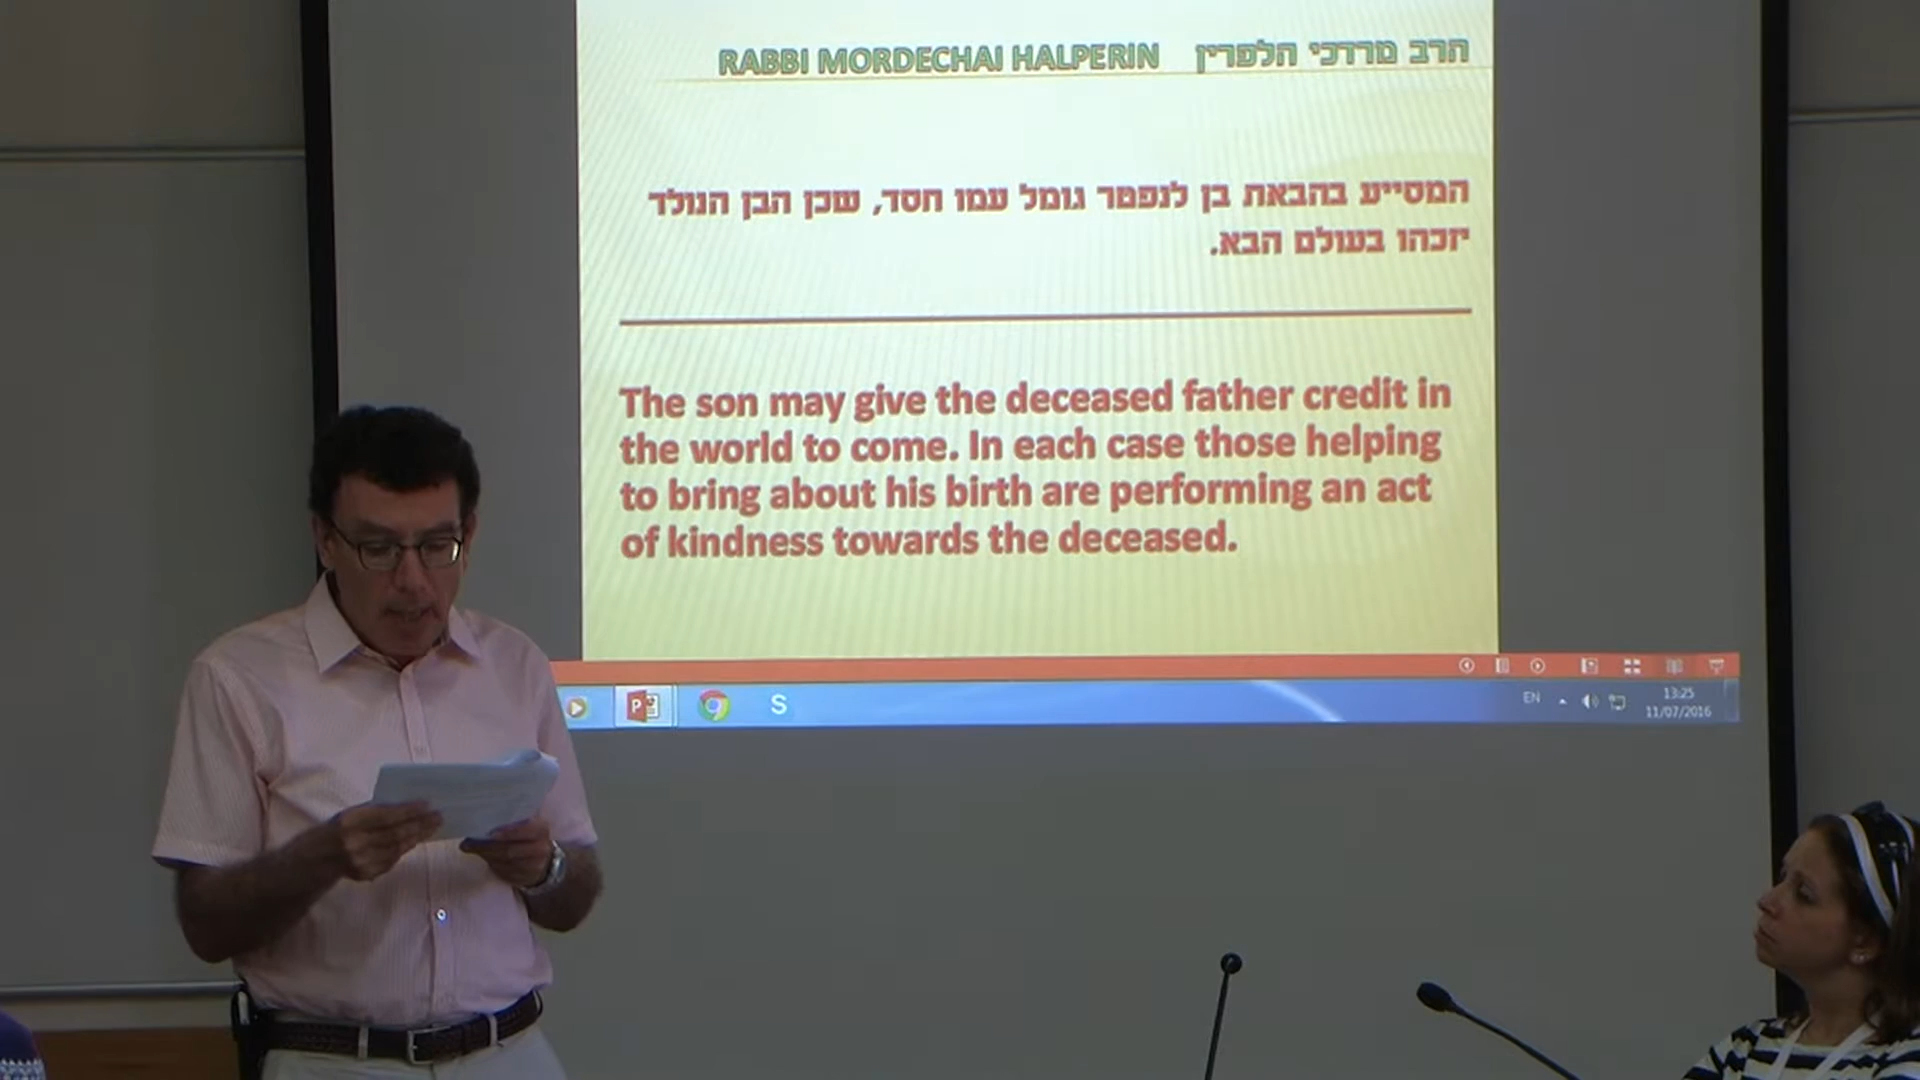 RABBI MORDECHAI HALPERIN הרב מרדכי הלפרין
המסייע בהבאת בן לנפטר גומל עמו חסד, שכן הבן הנולד
יזכהו בעולם הבא.
The son may give the deceased father credit in
the world to come. In each case those helping
to bring about his birth are performing an act
of kindness towards the deceased.
EN
13:25
11/07/2016